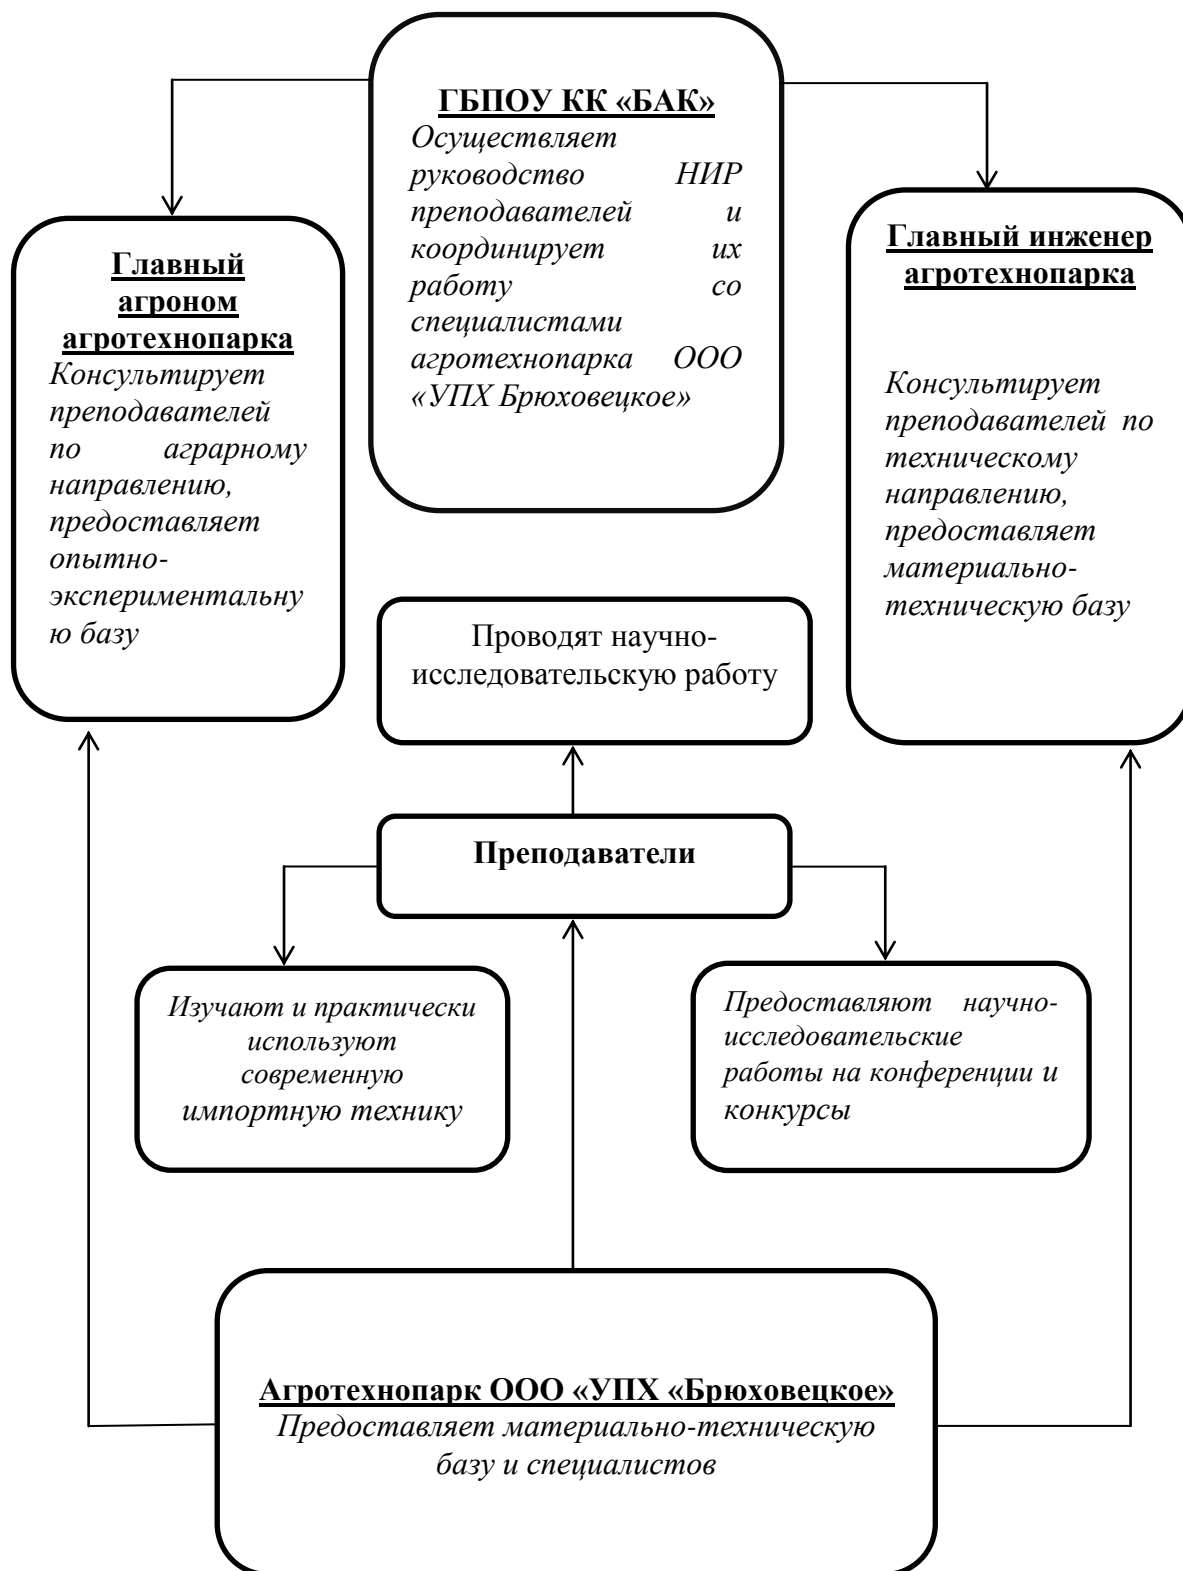 ГБПОУ КК «БАК»
Осуществляет
руководство НИР
преподавателей и
координирует их
работу со
специалистами
агротехнопарка ООО
«УПХ Брюховецкое»
Главный
агроном
агротехнопарка
Консультирует
преподавателей
по аграрному
направлению,
предоставляет
опытно-
экспериментальну
ю базу
Главный инженер
агротехнопарка
Консультирует
преподавателей по
техническому
направлению,
предоставляет
материально-
техническую базу
Проводят научно-
исследовательскую работу
Преподаватели
Изучают и практически
используют
современную
импортную технику
Предоставляют научно-
исследовательские
работы на конференции и
конкурсы
Агротехнопарк ООО «УПХ «Брюховецкое»
Предоставляет материально-техническую
базу и специалистов